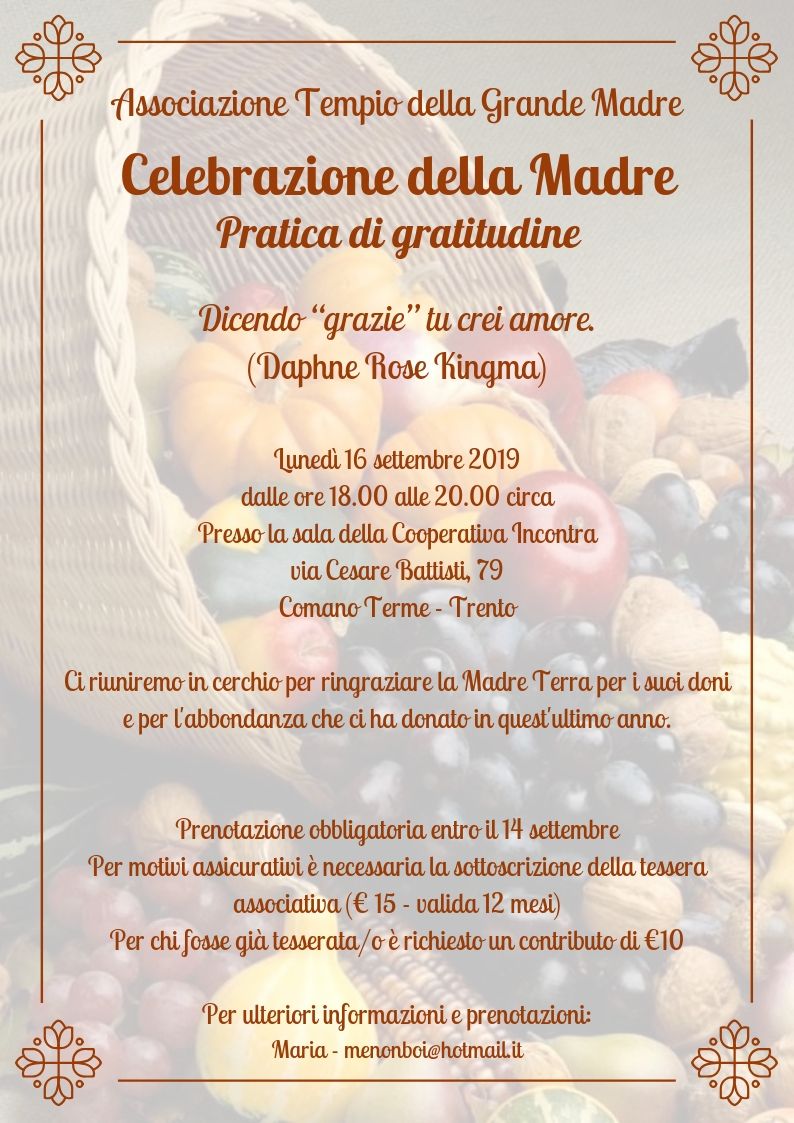 Associazione Tempio della Grande Madre
Celebrazione della Madre
Pratica di gratitudine
Dicendo “grazie” tu crei amore.
(Daphne Rose Kingma)
Lunedì 16 settembre 2019
dalle ore 18.00 alle 20.00 circa
Presso la sala della Cooperativa Incontra
via Cesare Battisti, 79
Comano Terme - Trento
Ci riuniremo in cerchio per ringraziare la Madre Terra per i suoi doni
e per l'abbondanza che ci ha donato in quest'ultimo anno.
Prenotazione obbligatoria entro il 14 settembre
Per motivi assicurativi è necessaria la sottoscrizione della tessera
associativa (€ 15 - valida 12 mesi)
Per chi fosse già tesserata/o è richiesto un contributo di €10
Per ulteriori informazioni e prenotazioni:
Maria - menonboi@hotmail.it